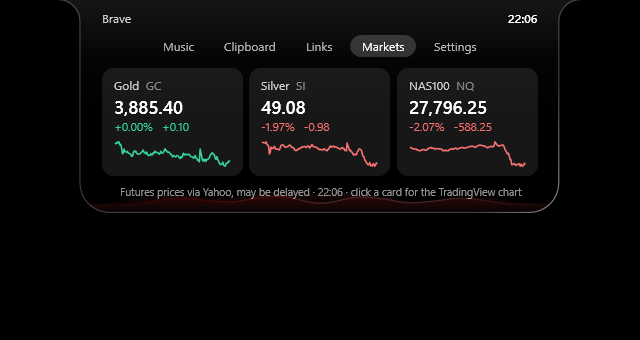 Brave 22:06
Music Clipboard Links Markets Settings
Gold GC
3,885.40
+0.00% +0.10
Silver SI
49.08
-1.97% -0.98
NAS100 NQ
27,796.25
-2.07% -588.25
Futures prices via Yahoo, may be delayed · 22:06 · click a card for the TradingView chart